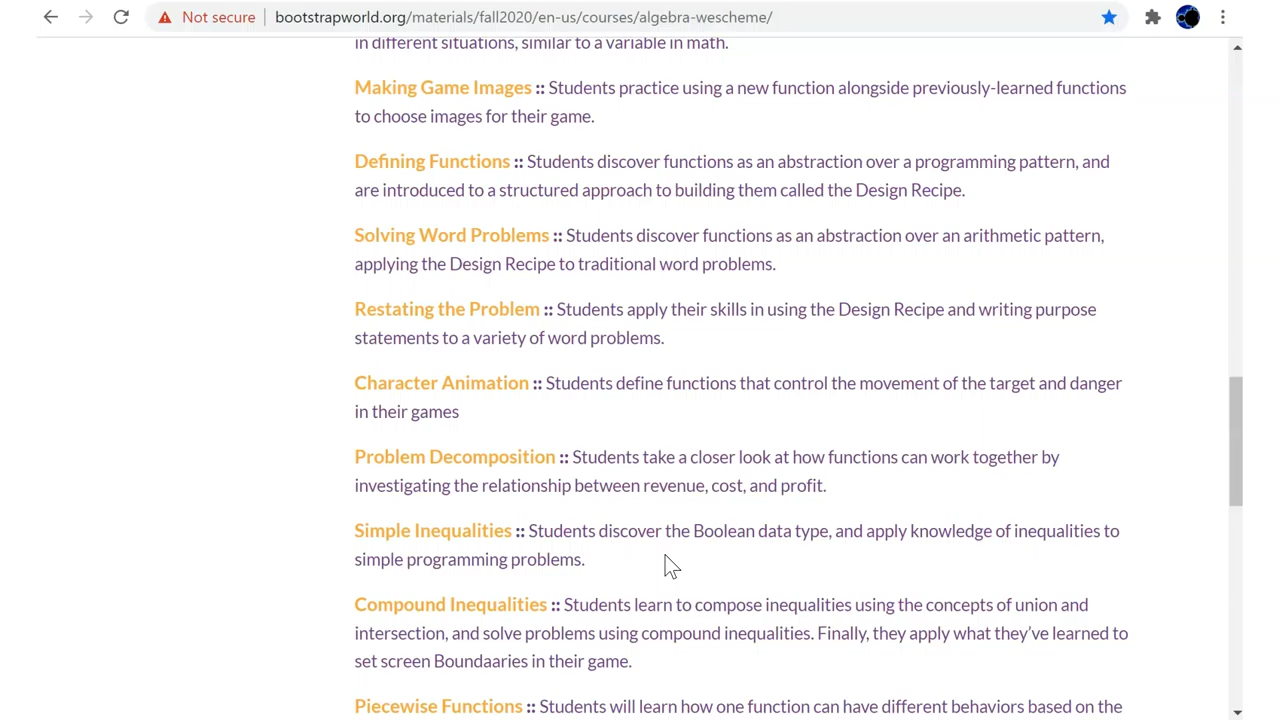 Not secure
bootstrapworld.org/materials/fall2020/en-us/courses/algebra-wescheme/
in different situations, similar to a variable in math.
Making Game Images :: Students practice using a new function alongside previously-learned functions
to choose images for their game.
Defining Functions :: Students discover functions as an abstraction over a programming pattern, and
are introduced to a structured approach to building them called the Design Recipe.
Solving Word Problems :: Students discover functions as an abstraction over an arithmetic pattern,
applying the Design Recipe to traditional word problems.
Restating the Problem :: Students apply their skills in using the Design Recipe and writing purpose
statements to a variety of word problems.
Character Animation :: Students define functions that control the movement of the target and danger
in their games
Problem Decomposition :: Students take a closer look at how functions can work together by
investigating the relationship between revenue, cost, and profit.
Simple Inequalities :: Students discover the Boolean data type, and apply knowledge of inequalities to
simple programming problems.
Compound Inequalities :: Students learn to compose inequalities using the concepts of union and
intersection, and solve problems using compound inequalities. Finally, they apply what they've learned to
set screen Boundaaries in their game.
Piecewise Functions :: Students will learn how one function can have different behaviors based on the